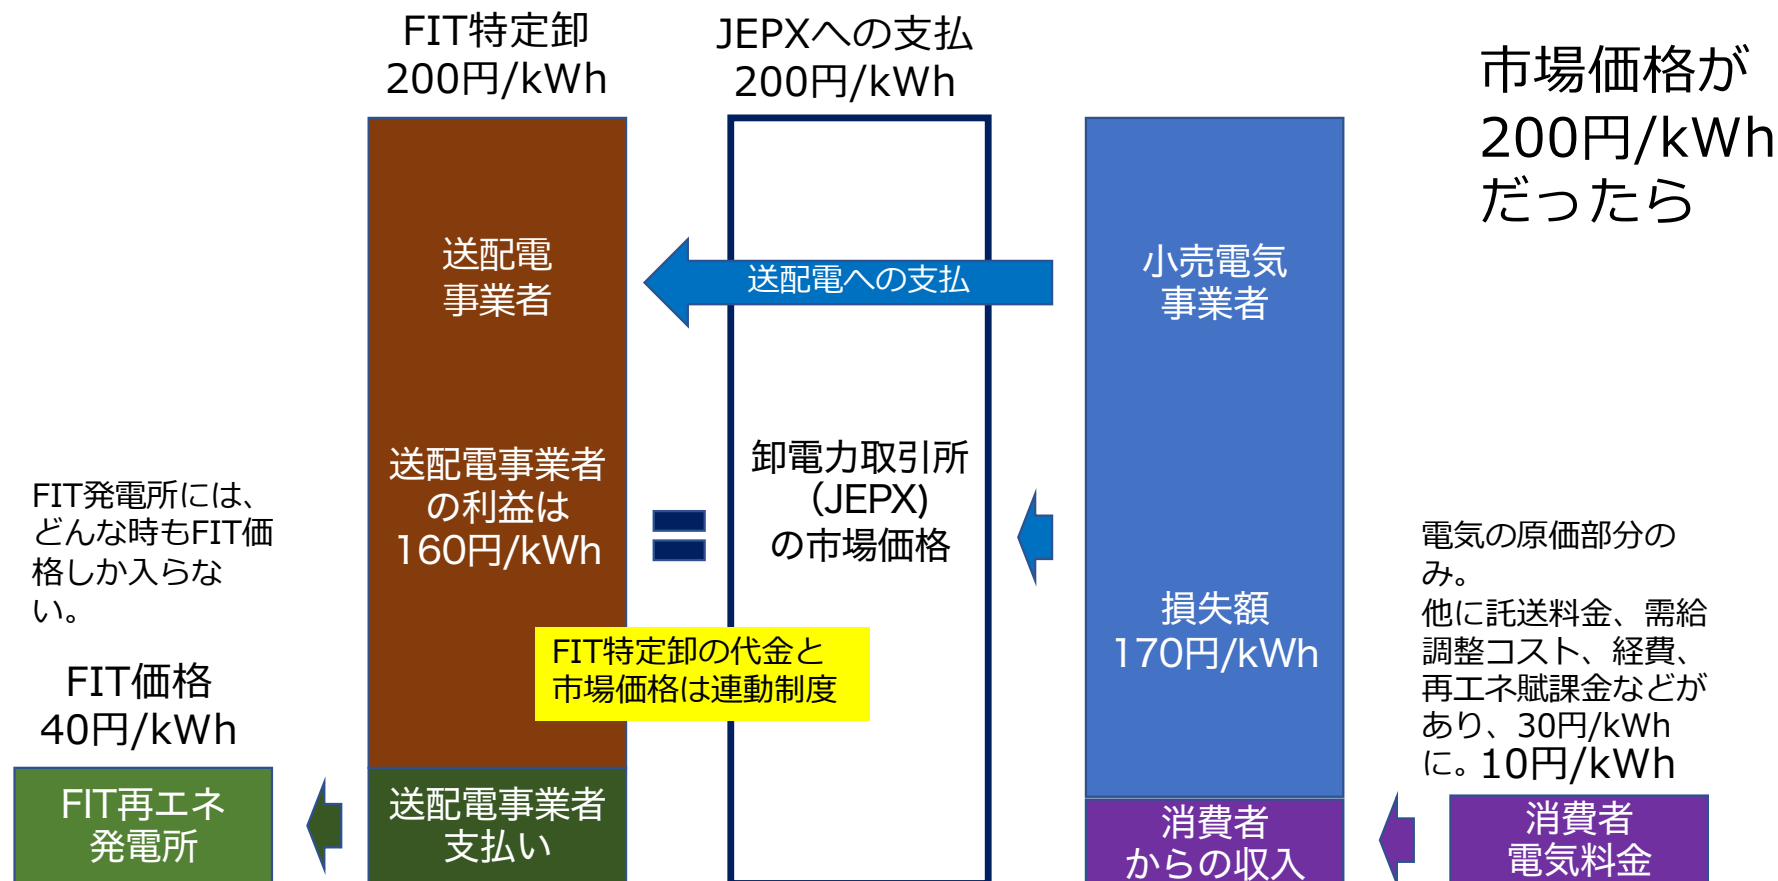 FIT特定卸
200円/kWh
JEPXへの支払
200円/kWh
市場価格が
200円/kWh
だったら
送配電
事業者
送配電への支払
小売電気
事業者
送配電事業者
の利益は
160円/kWh
卸電力取引所
（JEPX)
の市場価格
FIT発電所には、
どんな時もFIT価
格しか入らな
い。
FIT価格
40円/kWh
FIT特定卸の代金と
市場価格は連動制度
損失額
170円/kWh
電気の原価部分の
み。
他に託送料金、需給
調整コスト、経費、
再エネ賦課金などが
あり、30円/kWh
に。
10円/kWh
FIT再エネ
発電所
送配電事業者
支払い
消費者
からの収入
消費者
電気料金